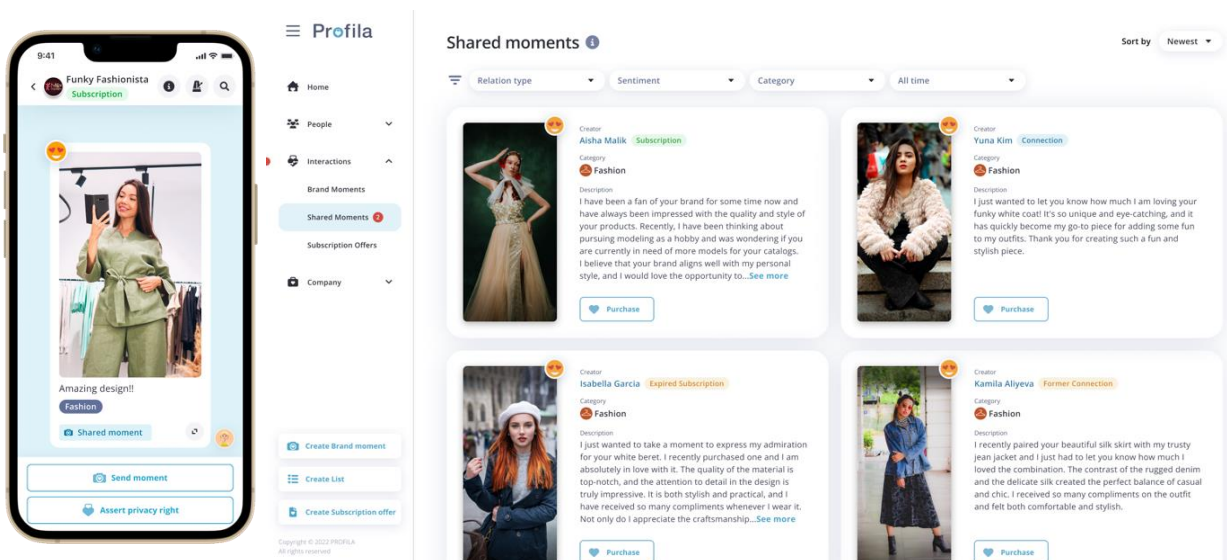 9:41
Funky Fashionista
Subscription
Amazing design!!
Fashion
Shared moment
Send moment
Assert privacy right
Profila
Home
People
Interactions
Brand Moments
Shared Moments 2
Subscription Offers
Company
Create Brand moment
Create List
Create Subscription offer
Copyright © 2022 PROFILA
All rights reserved
Shared moments i
Sort by Newest
Relation type
Sentiment
Category
All time
Creator
Aisha Malik Subscription
Category
Fashion
Description
I have been a fan of your brand for some time now and
have always been impressed with the quality and style of
your products. Recently, I have been thinking about
pursuing modeling as a hobby and was wondering if you
are currently in need of more models for your catalogs.
I believe that your brand aligns well with my personal
style, and I would love the opportunity to...See more
Purchase
Creator
Yuna Kim Connection
Category
Fashion
Description
I just wanted to let you know how much I am loving your
funky white coat! It's so unique and eye-catching, and it
has quickly become my go-to piece for adding some fun
to my outfits. Thank you for creating such a fun and
stylish piece.
Purchase
Creator
Isabella Garcia Expired Subscription
Category
Fashion
Description
I just wanted to take a moment to express my admiration
for your white beret. I recently purchased one and I am
absolutely in love with it. The quality of the material is
top-notch, and the attention to detail in the design is
truly impressive. It is both stylish and practical, and I
have received so many compliments whenever I wear it.
Not only do I appreciate the craftsmanship...See more
Purchase
Creator
Kamila Aliyeva Former Connection
Category
Fashion
Description
I recently paired your beautiful silk skirt with my trusty
jean jacket and I just had to let you know how much I
loved the combination. The contrast of the rugged denim
and the delicate silk created the perfect balance of casual
and chic. I received so many compliments on the outfit
and felt both comfortable and stylish.
Purchase